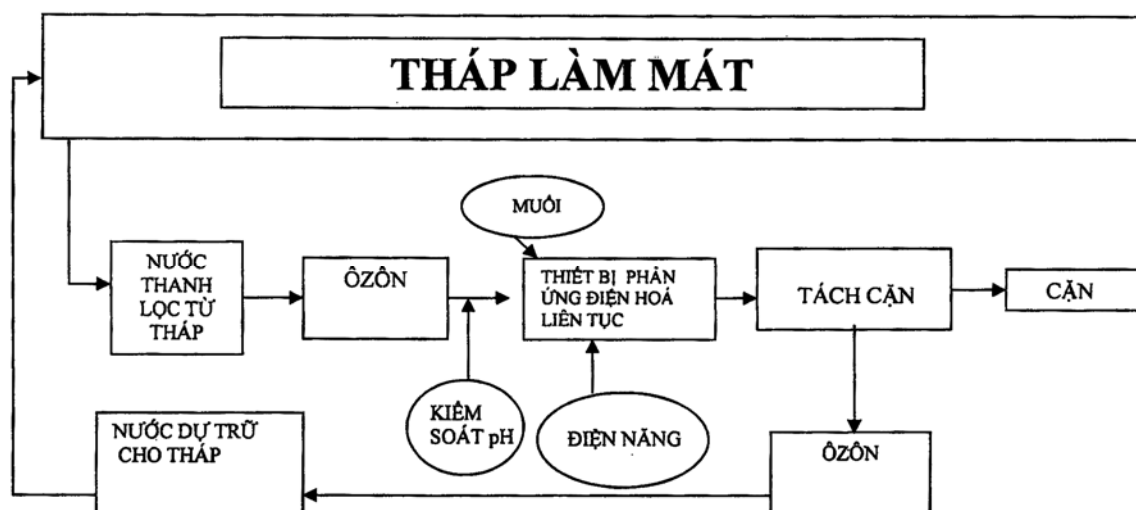 THÁP LÀM MÁT
MUỐI
NƯỚC
THANH
LỌC TỪ
THÁP
ÔZÔN
THIẾT BỊ PHẢN
ỨNG ĐIỆN HOÁ
LIÊN TỤC
TÁCH CẶN
CẶN
KIỂM
SOÁT pH
ĐIỆN NĂNG
NƯỚC DỰ TRỮ
CHO THÁP
ÔZÔN